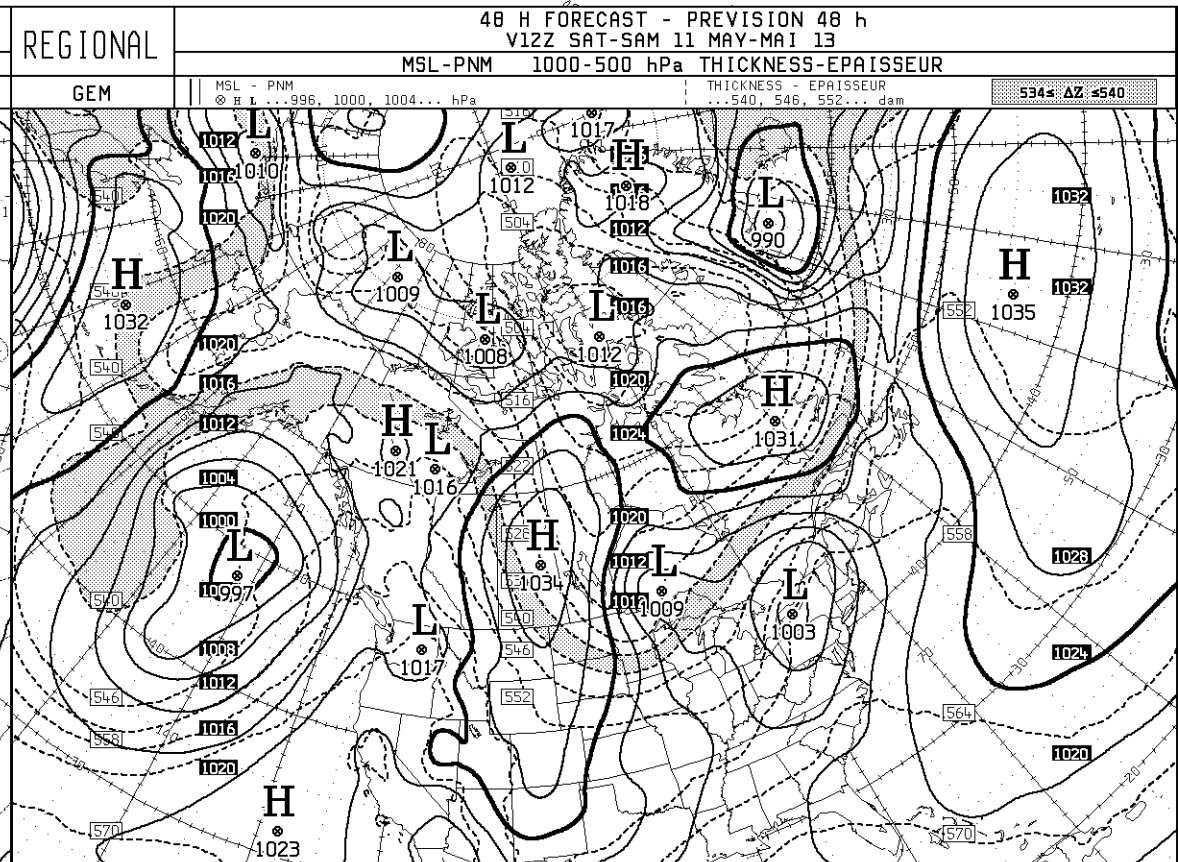 REGIONAL
48 H FORECAST - PREVISION 48 h
V12Z SAT-SAM 11 MAY-MAI 13
MSL-PNM 1000-500 hPa THICKNESS-EPAISSEUR
GEM
MSL - PNM
⊗ H L ...996, 1000, 1004... hPa
THICKNESS - EPAISSEUR
...540, 546, 552... dam
534≤ ΔZ ≤540
1012
L
1010
1016
1020
540
H
1032
540
1020
1016
1012
1004
1000
L
997
540
1008
1012
1016
1020
546
558
570
H
1023
L
1009
L
1008
504
516
L
1012
504
1017
H
1018
1012
1016
1016
L
1012
1020
1024
L
990
H
1031
H
1021
L
1016
522
528
H
1034
540
546
552
L
1017
1020
1012
L
1009
L
1003
1032
H
1035
1032
552
558
1028
1024
564
1020
570